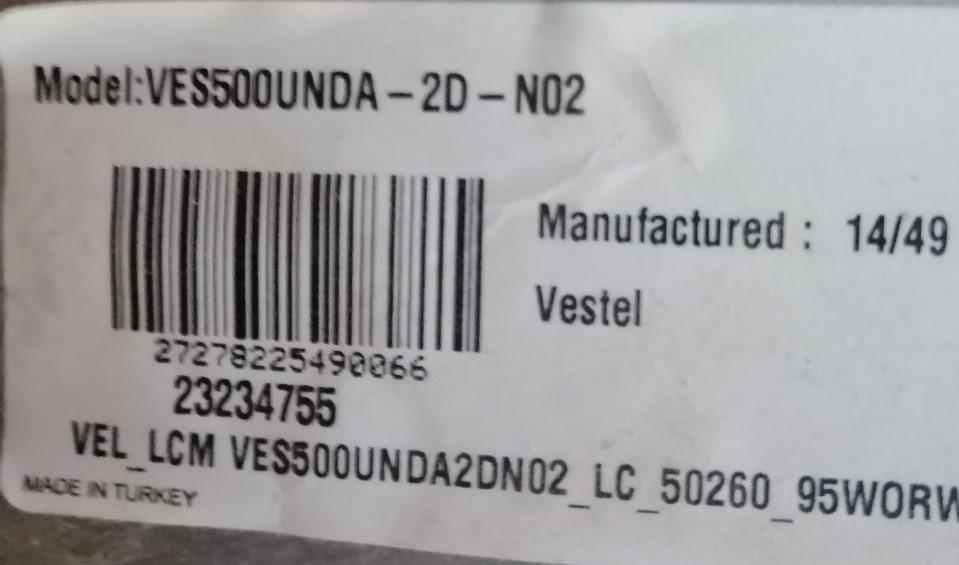 Model:VES500UNDA-2D-N02
Manufactured : 14/49
Vestel
27278225490066
23234755
VEL_LCM VES500UNDA2DN02_LC_50260_95WORW
MADE IN TURKEY